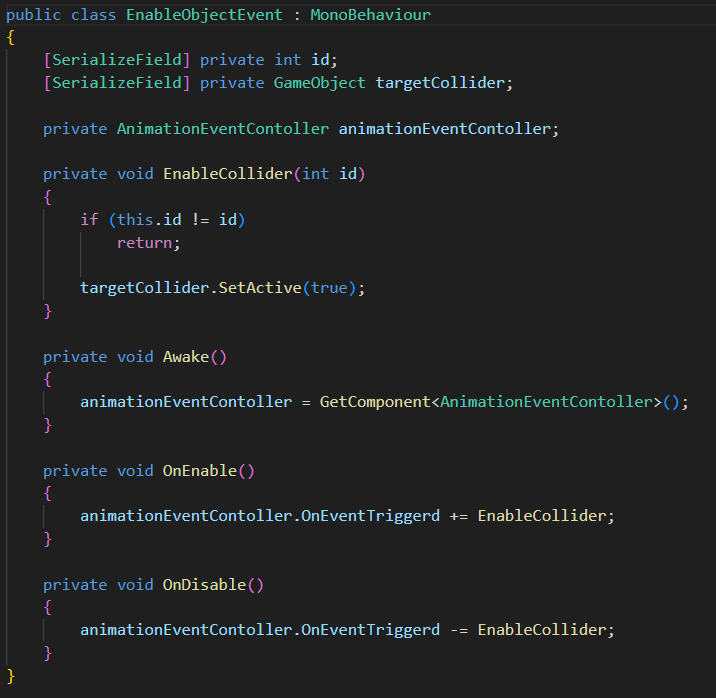 public class EnableObjectEvent : MonoBehaviour
{
    [SerializeField] private int id;
    [SerializeField] private GameObject targetCollider;

    private AnimationEventContoller animationEventContoller;

    private void EnableCollider(int id)
    {
        if (this.id != id)
            return;

        targetCollider.SetActive(true);
    }

    private void Awake()
    {
        animationEventContoller = GetComponent<AnimationEventContoller>();
    }

    private void OnEnable()
    {
        animationEventContoller.OnEventTriggerd += EnableCollider;
    }

    private void OnDisable()
    {
        animationEventContoller.OnEventTriggerd -= EnableCollider;
    }
}